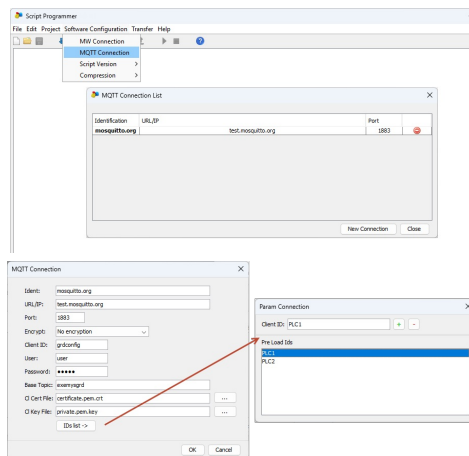 Script Programmer
File Edit Project Software Configuration Transfer Help
MW Connection
MQTT Connection
Script Version >
Compression >
MQTT Connection List
Identification URL/IP Port
mosquitto.org test.mosquitto.org 1883
New Connection Close
MQTT Connection
Ident: mosquitto.org
URL/IP: test.mosquitto.org
Port: 1883
Encrypt: No encryption
Client ID: grdconfig
User: user
Password: •••••
Base Topic: exemysgrd
Cl Cert File: certificate.pem.crt ...
Cl Key File: private.pem.key ...
IDs list ->
OK Cancel
Param Connection
Client ID: PLC1 + -
Pre Load Ids
PLC1
PLC2